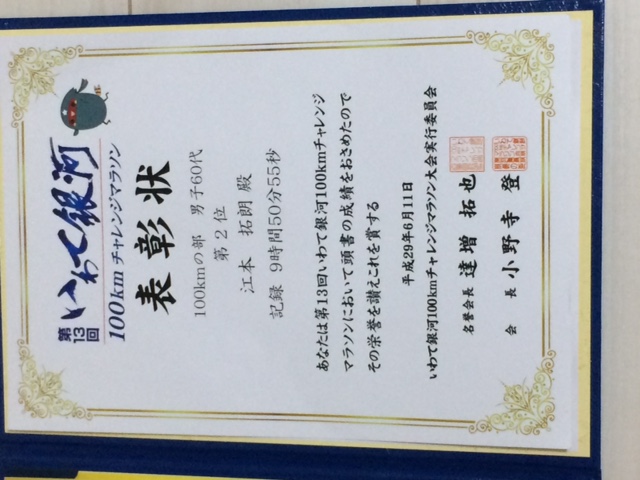 第13回
いわて銀河
100kmチャレンジマラソン
表彰状
100kmの部　男子60代
第2位
江本　拓朗　殿
記録　9時間50分55秒
あなたは第13回いわて銀河100kmチャレンジ
マラソンにおいて頭書の成績をおさめたので
その栄誉を讃えこれを賞する
平成29年6月11日
いわて銀河100kmチャレンジマラソン大会実行委員会
名誉会長　達増　拓也
会　長　小野寺　登